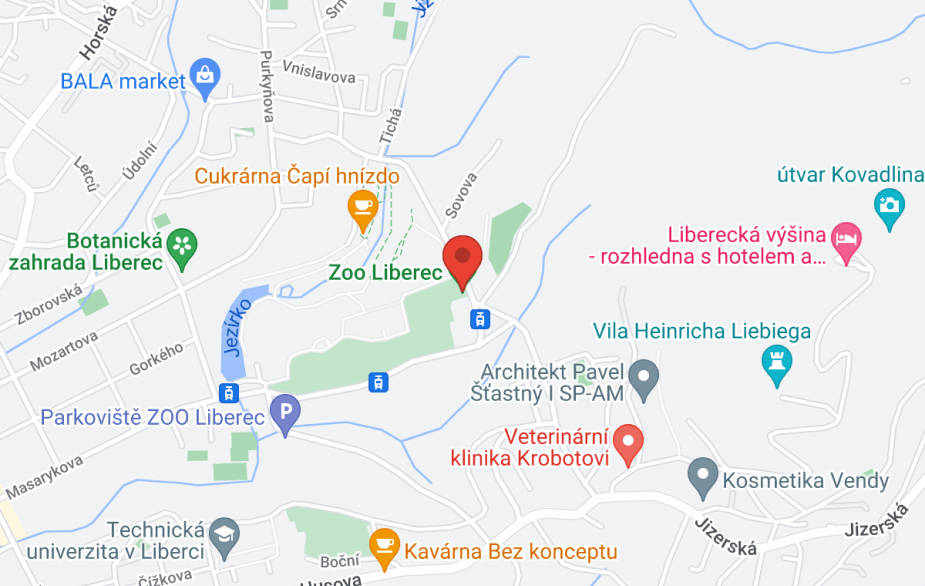 Horská
Srn
Jiz
Vnislavova
BALA market
Purkyňova
Tichá
Údolní
Letců
Cukrárna Čapí hnízdo
Sovova
útvar Kovadlina
Botanická
zahrada Liberec
Liberecká výšina
- rozhledna s hotelem a...
Zoo Liberec
Zborovská
Mozartova
Jezírko
Gorkého
Vila Heinricha Liebiega
Architekt Pavel
Šťastný I SP-AM
Parkoviště ZOO Liberec
P
Veterinární
klinika Krobotovi
Masarykova
Kosmetika Vendy
Technická
univerzita v Liberci
Jizerská
Jizerská
Kavárna Bez konceptu
Boční
Čížkova
Husova